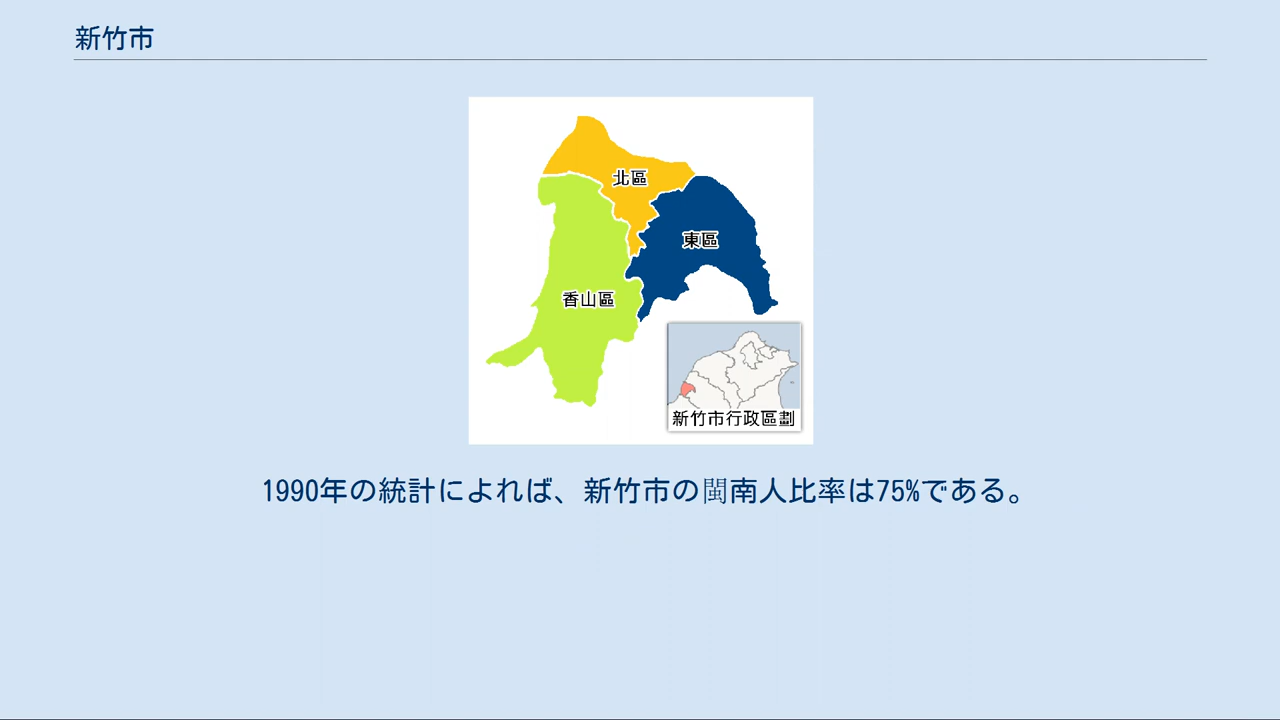 新竹市
北區
東區
香山區
新竹市行政區劃
1990年の統計によれば、新竹市の閩南人比率は75%である。